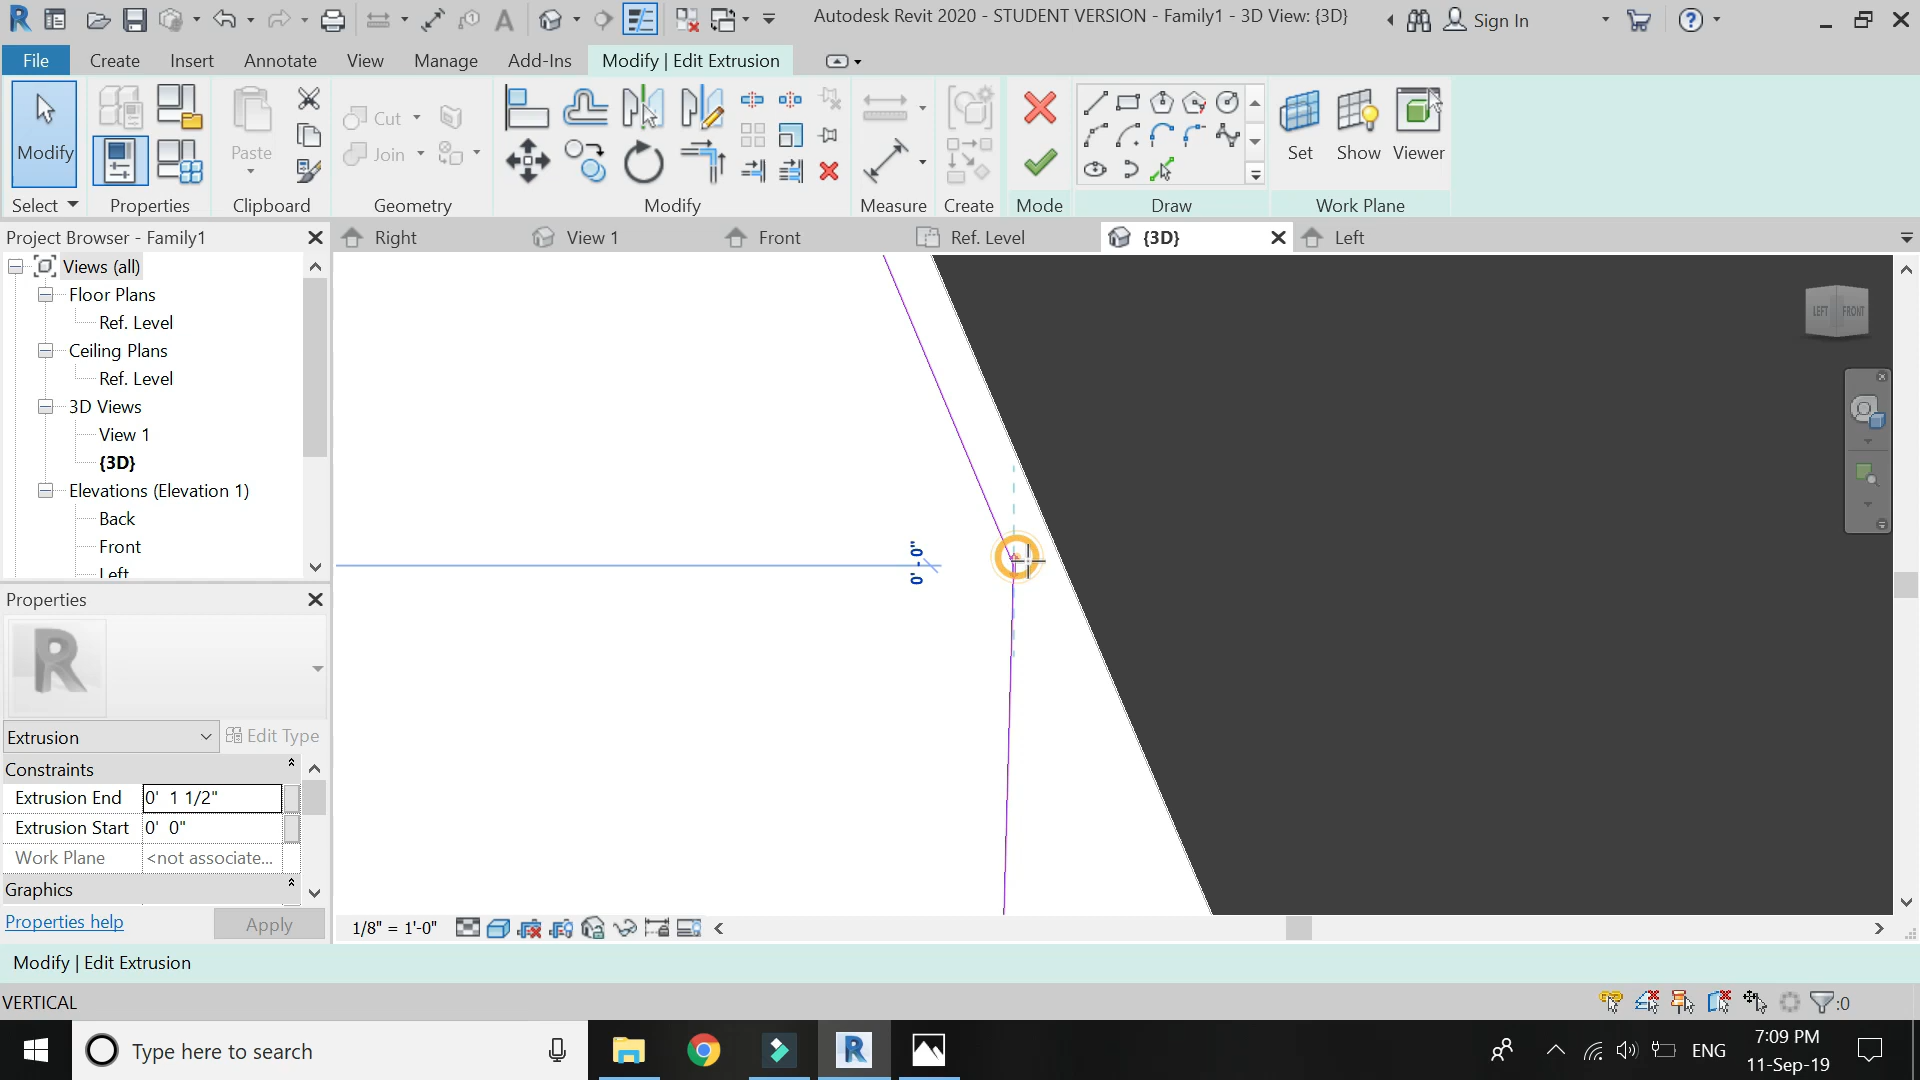 Autodesk Revit 2020 - STUDENT VERSION - Family1 - 3D View: {3D}
Sign In
File
Create
Insert
Annotate
View
Manage
Add-Ins
Modify | Edit Extrusion
Modify
Paste
Cut
Join
Set
Show
Viewer
Select
Properties
Clipboard
Geometry
Modify
Measure
Create
Mode
Draw
Work Plane
Project Browser - Family1
Right
View 1
Front
Ref. Level
{3D}
Left
Views (all)
Floor Plans
Ref. Level
Ceiling Plans
Ref. Level
3D Views
View 1
{3D}
Elevations (Elevation 1)
Back
Front
Left
LEFT
FRONT
0' - 0"
Properties
Extrusion
Edit Type
Constraints
Extrusion End 0' 1 1/2"
Extrusion Start 0' 0"
Work Plane <not associate...
Graphics
Properties help
Apply
1/8" = 1'-0"
Modify | Edit Extrusion
VERTICAL
:0
Type here to search
ENG
7:09 PM
11-Sep-19